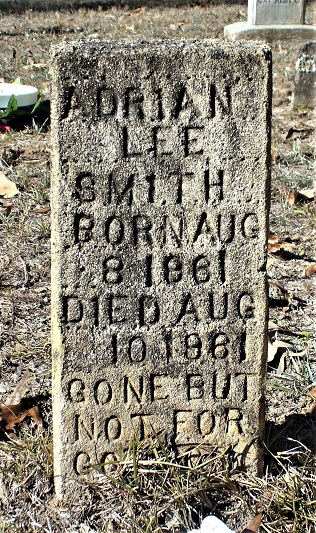 ADRIAN
LEE
SMITH
BORN AUG
8 1961
DIED AUG
10 1961
GONE BUT
NOT FOR